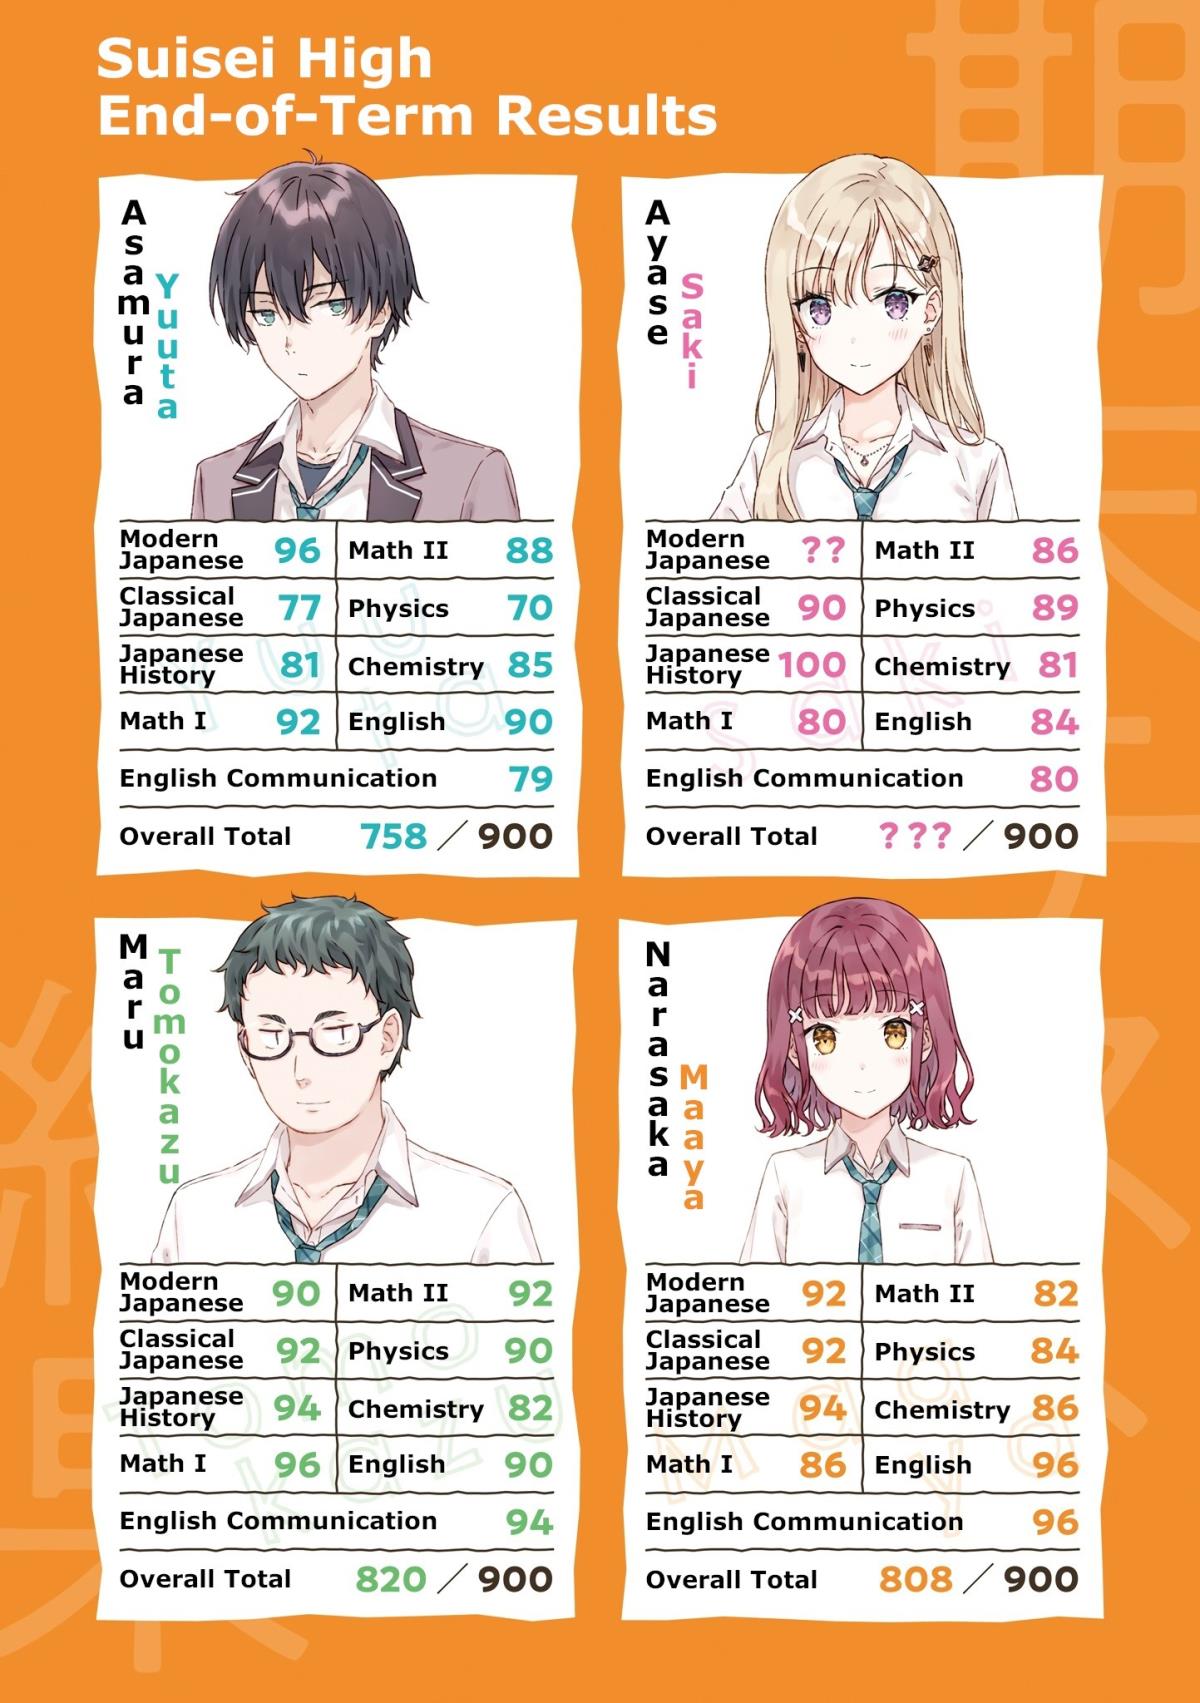 Suisei High
End-of-Term Results
Asamura
Yuuta
Modern Japanese 96
Math II 88
Classical Japanese 77
Physics 70
Japanese History 81
Chemistry 85
Math I 92
English 90
English Communication 79
Overall Total 758 / 900
Ayase
Saki
Modern Japanese ??
Math II 86
Classical Japanese 90
Physics 89
Japanese History 100
Chemistry 81
Math I 80
English 84
English Communication 80
Overall Total ??? / 900
Maru
Tomokazu
Modern Japanese 90
Math II 92
Classical Japanese 92
Physics 90
Japanese History 94
Chemistry 82
Math I 96
English 90
English Communication 94
Overall Total 820 / 900
Narasaka
Maaya
Modern Japanese 92
Math II 82
Classical Japanese 92
Physics 84
Japanese History 94
Chemistry 86
Math I 86
English 96
English Communication 96
Overall Total 808 / 900
Yuuta
Saki
Tomokazu
Maaya